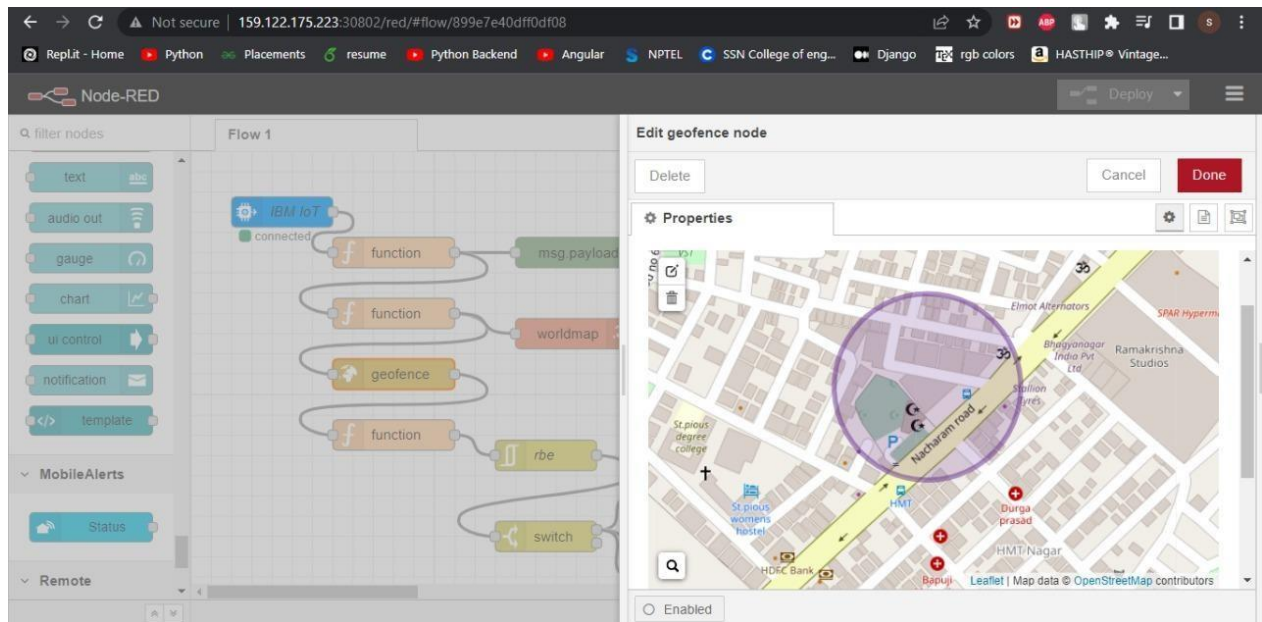 Not secure | 159.122.175.223:30802/red/#flow/899e7e40dff0df08
ABP
s
Repl.it - Home
Python
Placements
resume
Python Backend
Angular
NPTEL
SSN College of eng...
Django
rgb colors
HASTHIP® Vintage...
Node-RED
Deploy
filter nodes
Flow 1
text
abc
audio out
gauge
chart
ui control
notification
template
MobileAlerts
Status
Remote
IBM IoT
connected
function
msg.payload
function
worldmap
geofence
function
rbe
switch
Edit geofence node
Delete
Cancel
Done
Properties
Elmot Alternators
SPAR Hyperm
Bhagyanagar
India Pvt
Ltd
Ramakrishna
Studios
Stallion
Tyres
Nacharam road
P
St.pious
degree
college
HMT
St.pious
womens
hostel
Durga
prasad
HMT Nagar
HDFC Bank
Bapuji
Leaflet | Map data © OpenStreetMap contributors
Enabled